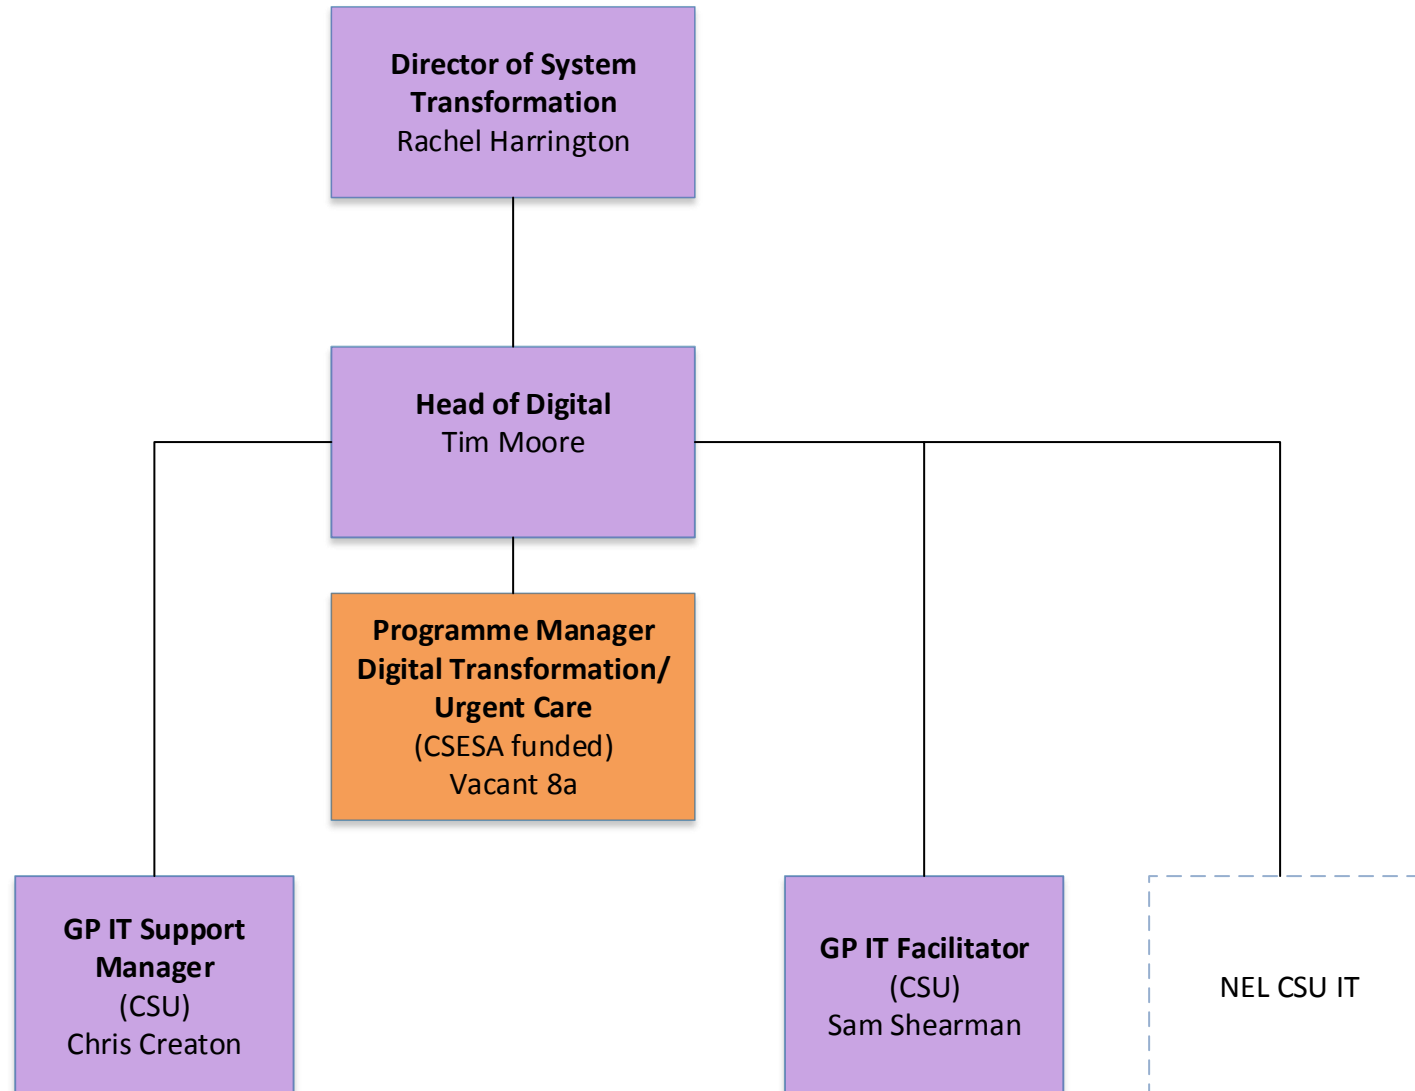 Director of System
Transformation
Rachel Harrington
Head of Digital
Tim Moore
Programme Manager
Digital Transformation/
Urgent Care
(CSESA funded)
Vacant 8a
GP IT Support
Manager
(CSU)
Chris Creaton
GP IT Facilitator
(CSU)
Sam Shearman
NEL CSU IT